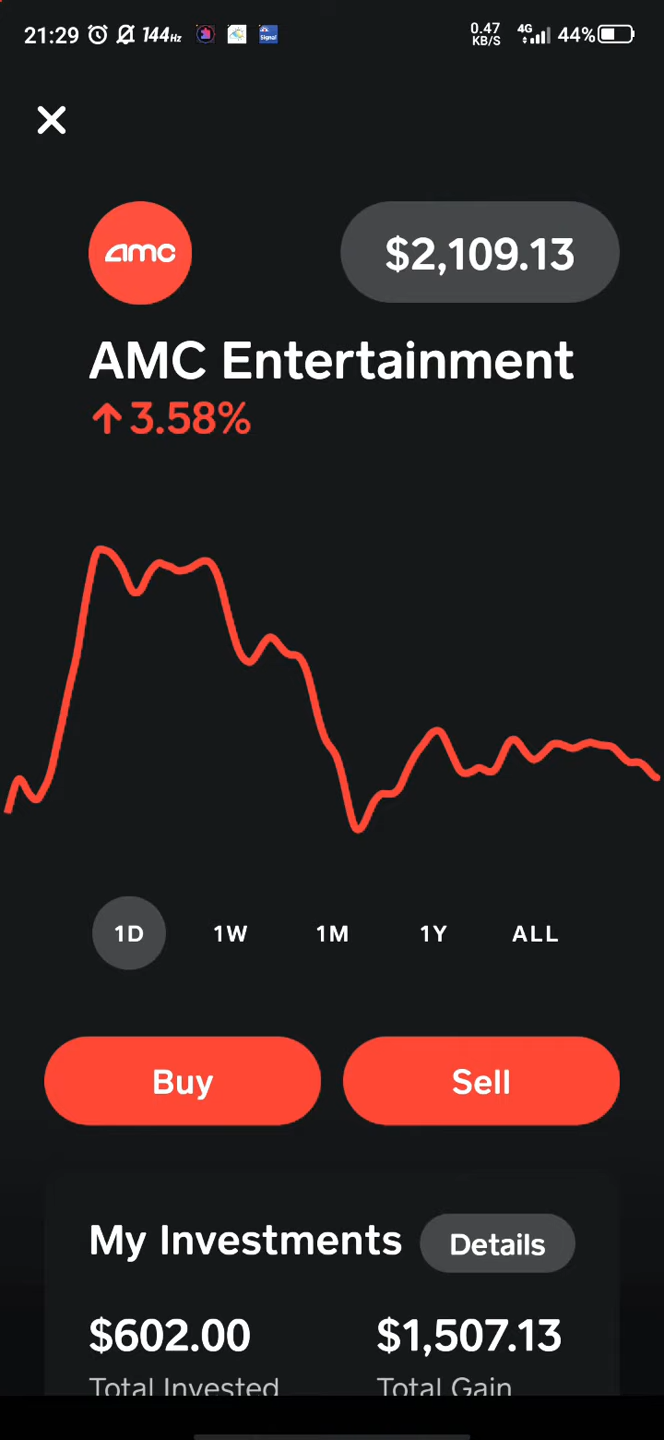 21:29 144Hz Signal 0.47 KB/S 4G 44%
amc
$2,109.13
AMC Entertainment
↑3.58%
1D 1W 1M 1Y ALL
Buy Sell
My Investments Details
$602.00 $1,507.13
Total Invested Total Gain